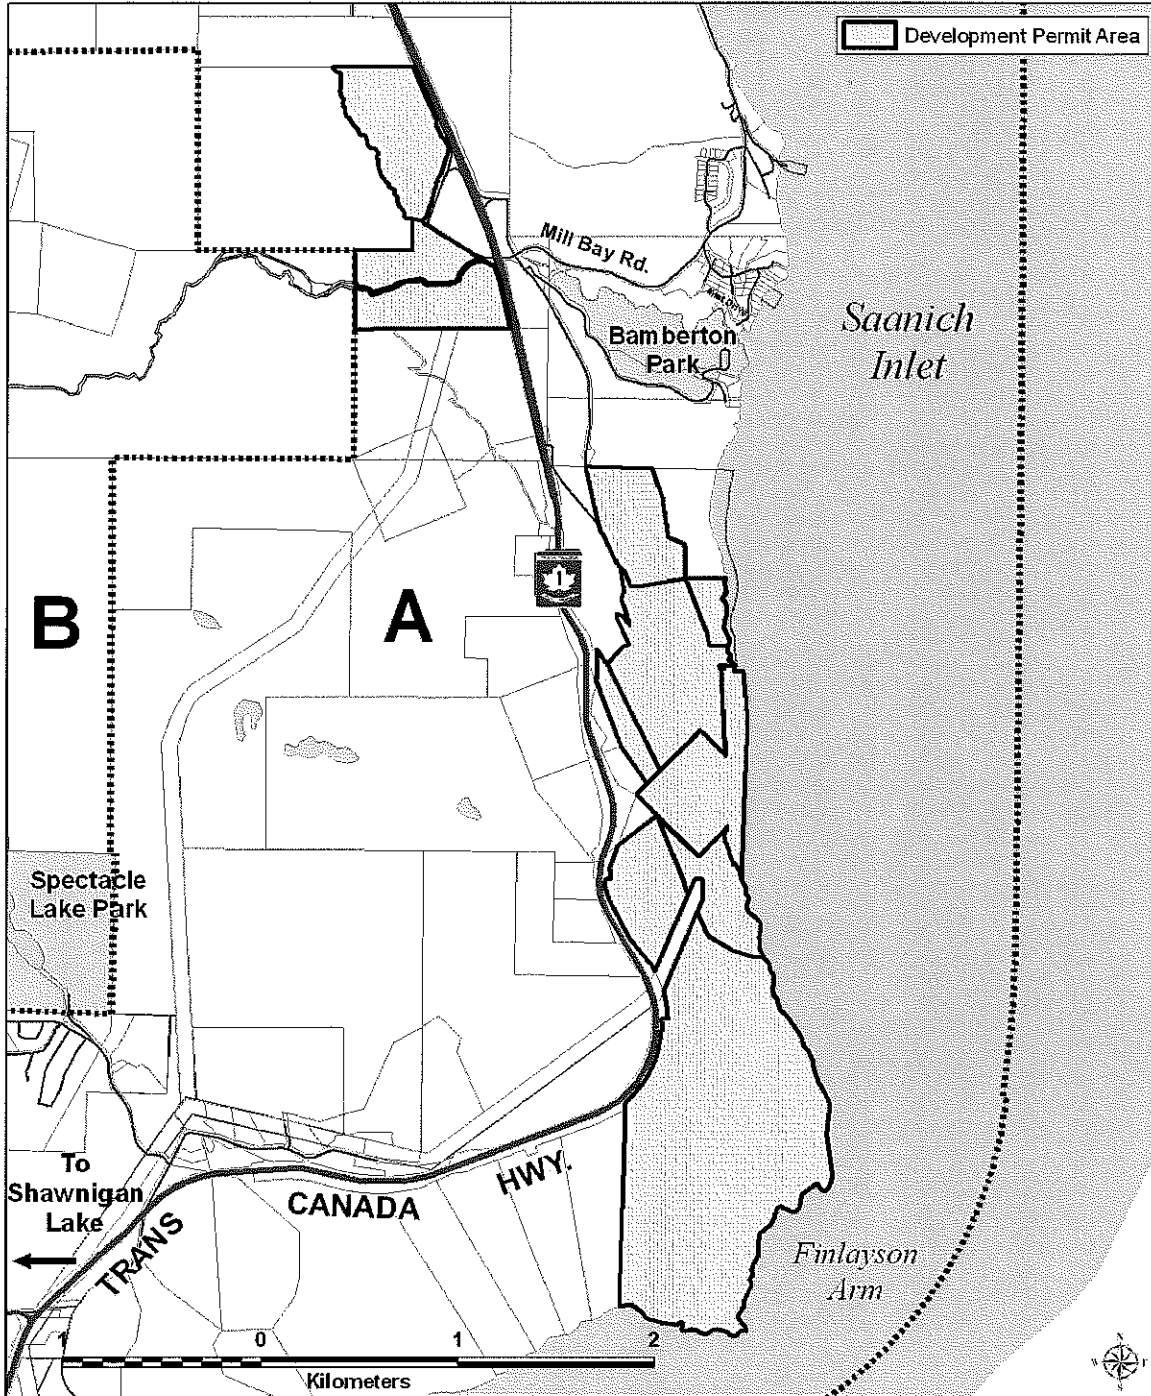 Development Permit Area
Mill Bay Rd.
Saanich
Inlet
Bamberton
Park
1
B
A
Spectacle
Lake Park
To
Shawnigan
Lake
TRANS
CANADA
HWY.
Finlayson
Arm
1 0 1 2
Kilometers
N
W
S